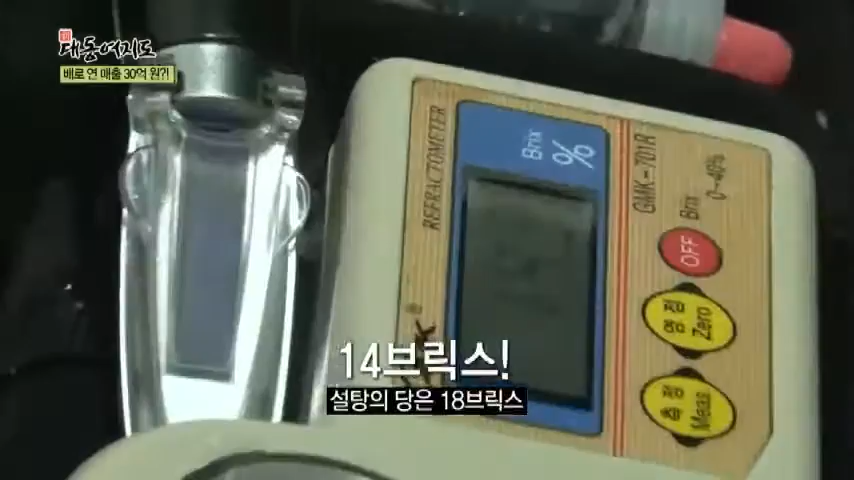 新대동여지도
배로 연 매출 30억 원?!
REFRACTOMETER
Brix
%
GMK-701R
Brix
0~40%
OFF
영점
Zero
측정
Meas
14브릭스!
설탕의 당은 18브릭스